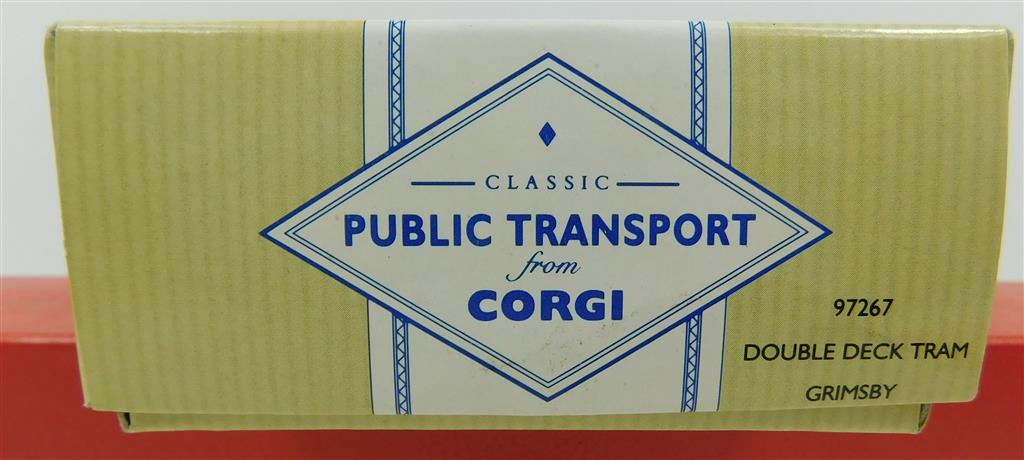 CLASSIC
PUBLIC TRANSPORT
from
CORGI
97267
DOUBLE DECK TRAM
GRIMSBY